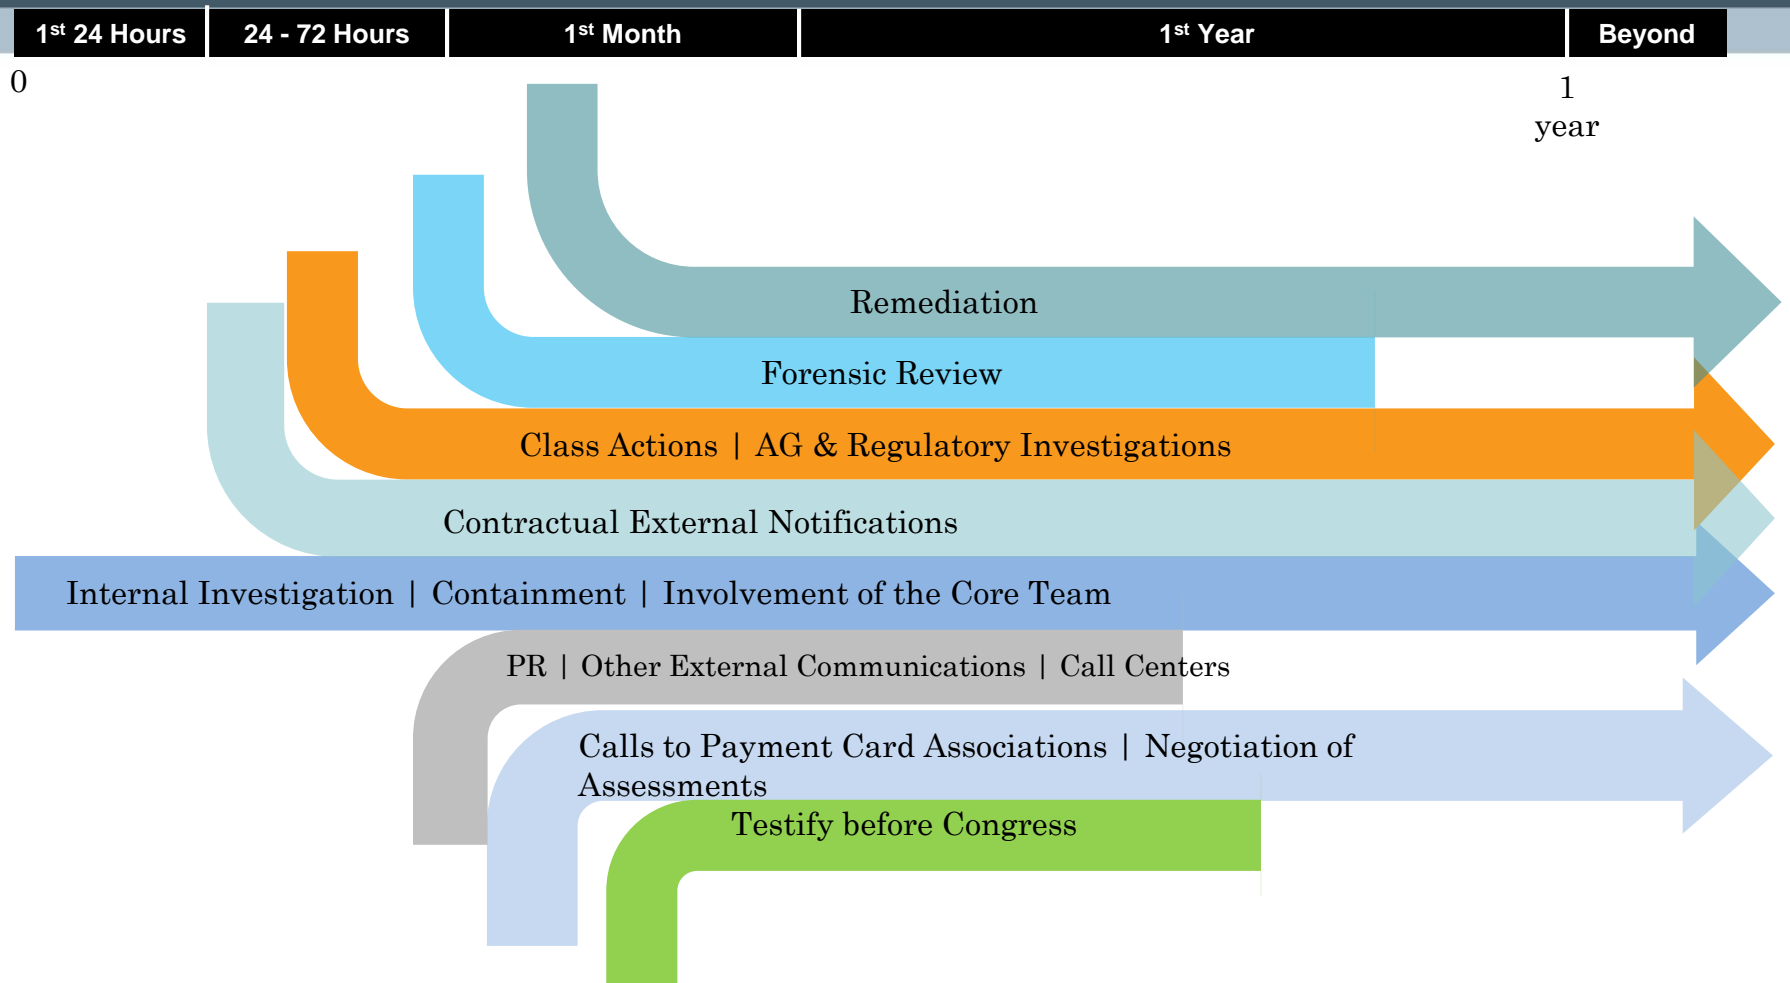 1st 24 Hours
24 - 72 Hours
1st Month
1st Year
Beyond
0
1
year
Remediation
Forensic Review
Class Actions | AG & Regulatory Investigations
Contractual External Notifications
Internal Investigation | Containment | Involvement of the Core Team
PR | Other External Communications | Call Centers
Calls to Payment Card Associations | Negotiation of
Assessments
Testify before Congress